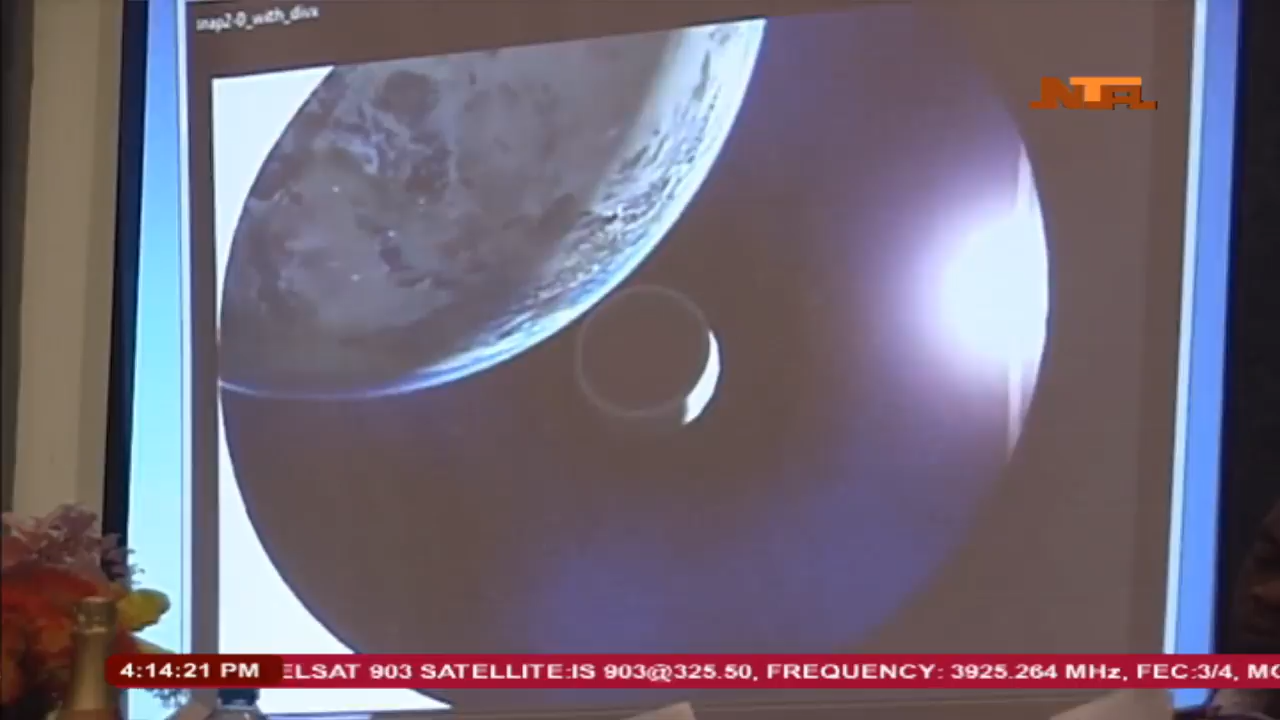 snap2-0_with_divx
NTA
4:14:21 PM ELSAT 903 SATELLITE:IS 903@325.50, FREQUENCY: 3925.264 MHz, FEC:3/4, MO